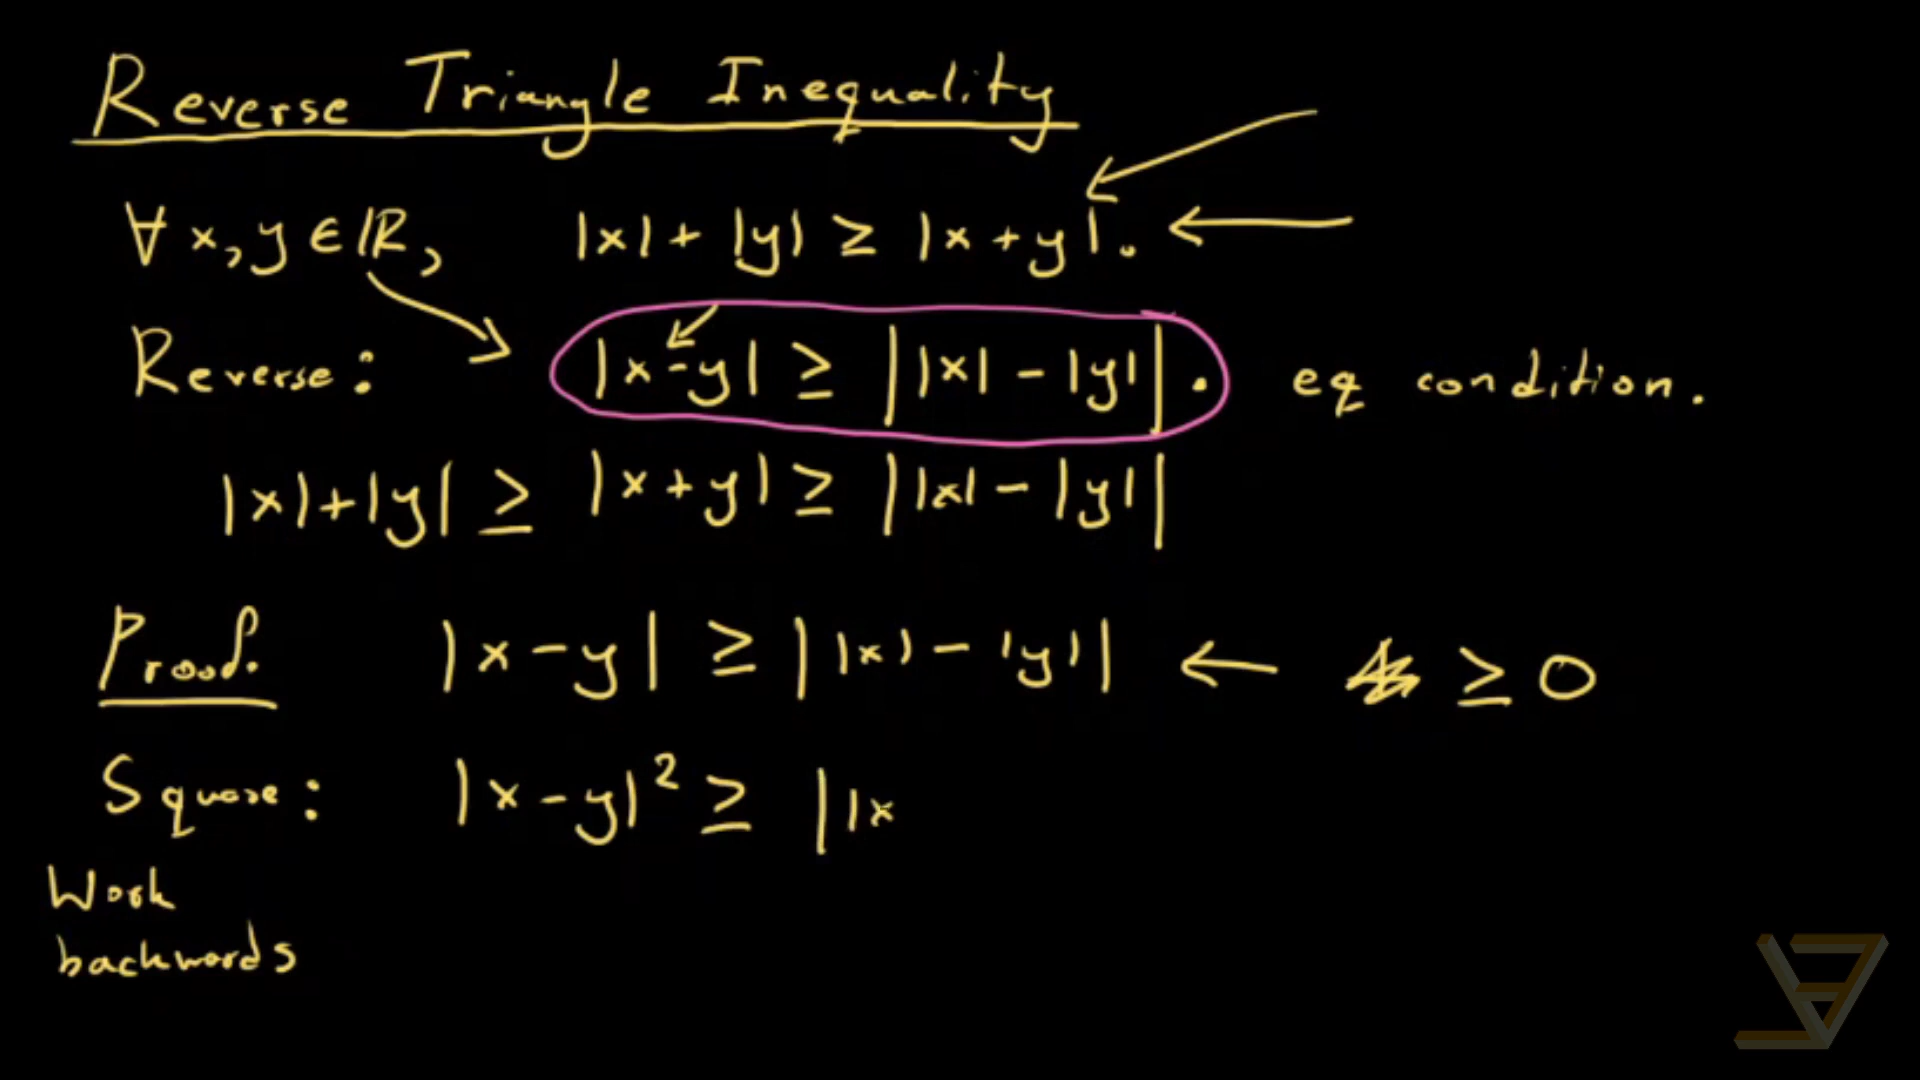 Reverse Triangle Inequality
∀ x, y ∈ ℝ, |x| + |y| ≥ |x + y|.
Reverse: |x - y| ≥ ||x| - |y||. eq condition.
|x| + |y| ≥ |x + y| ≥ ||x| - |y||
Proof. |x - y| ≥ ||x| - |y|| ← ≥ 0
Square: |x - y|² ≥ ||x
Work
backwards